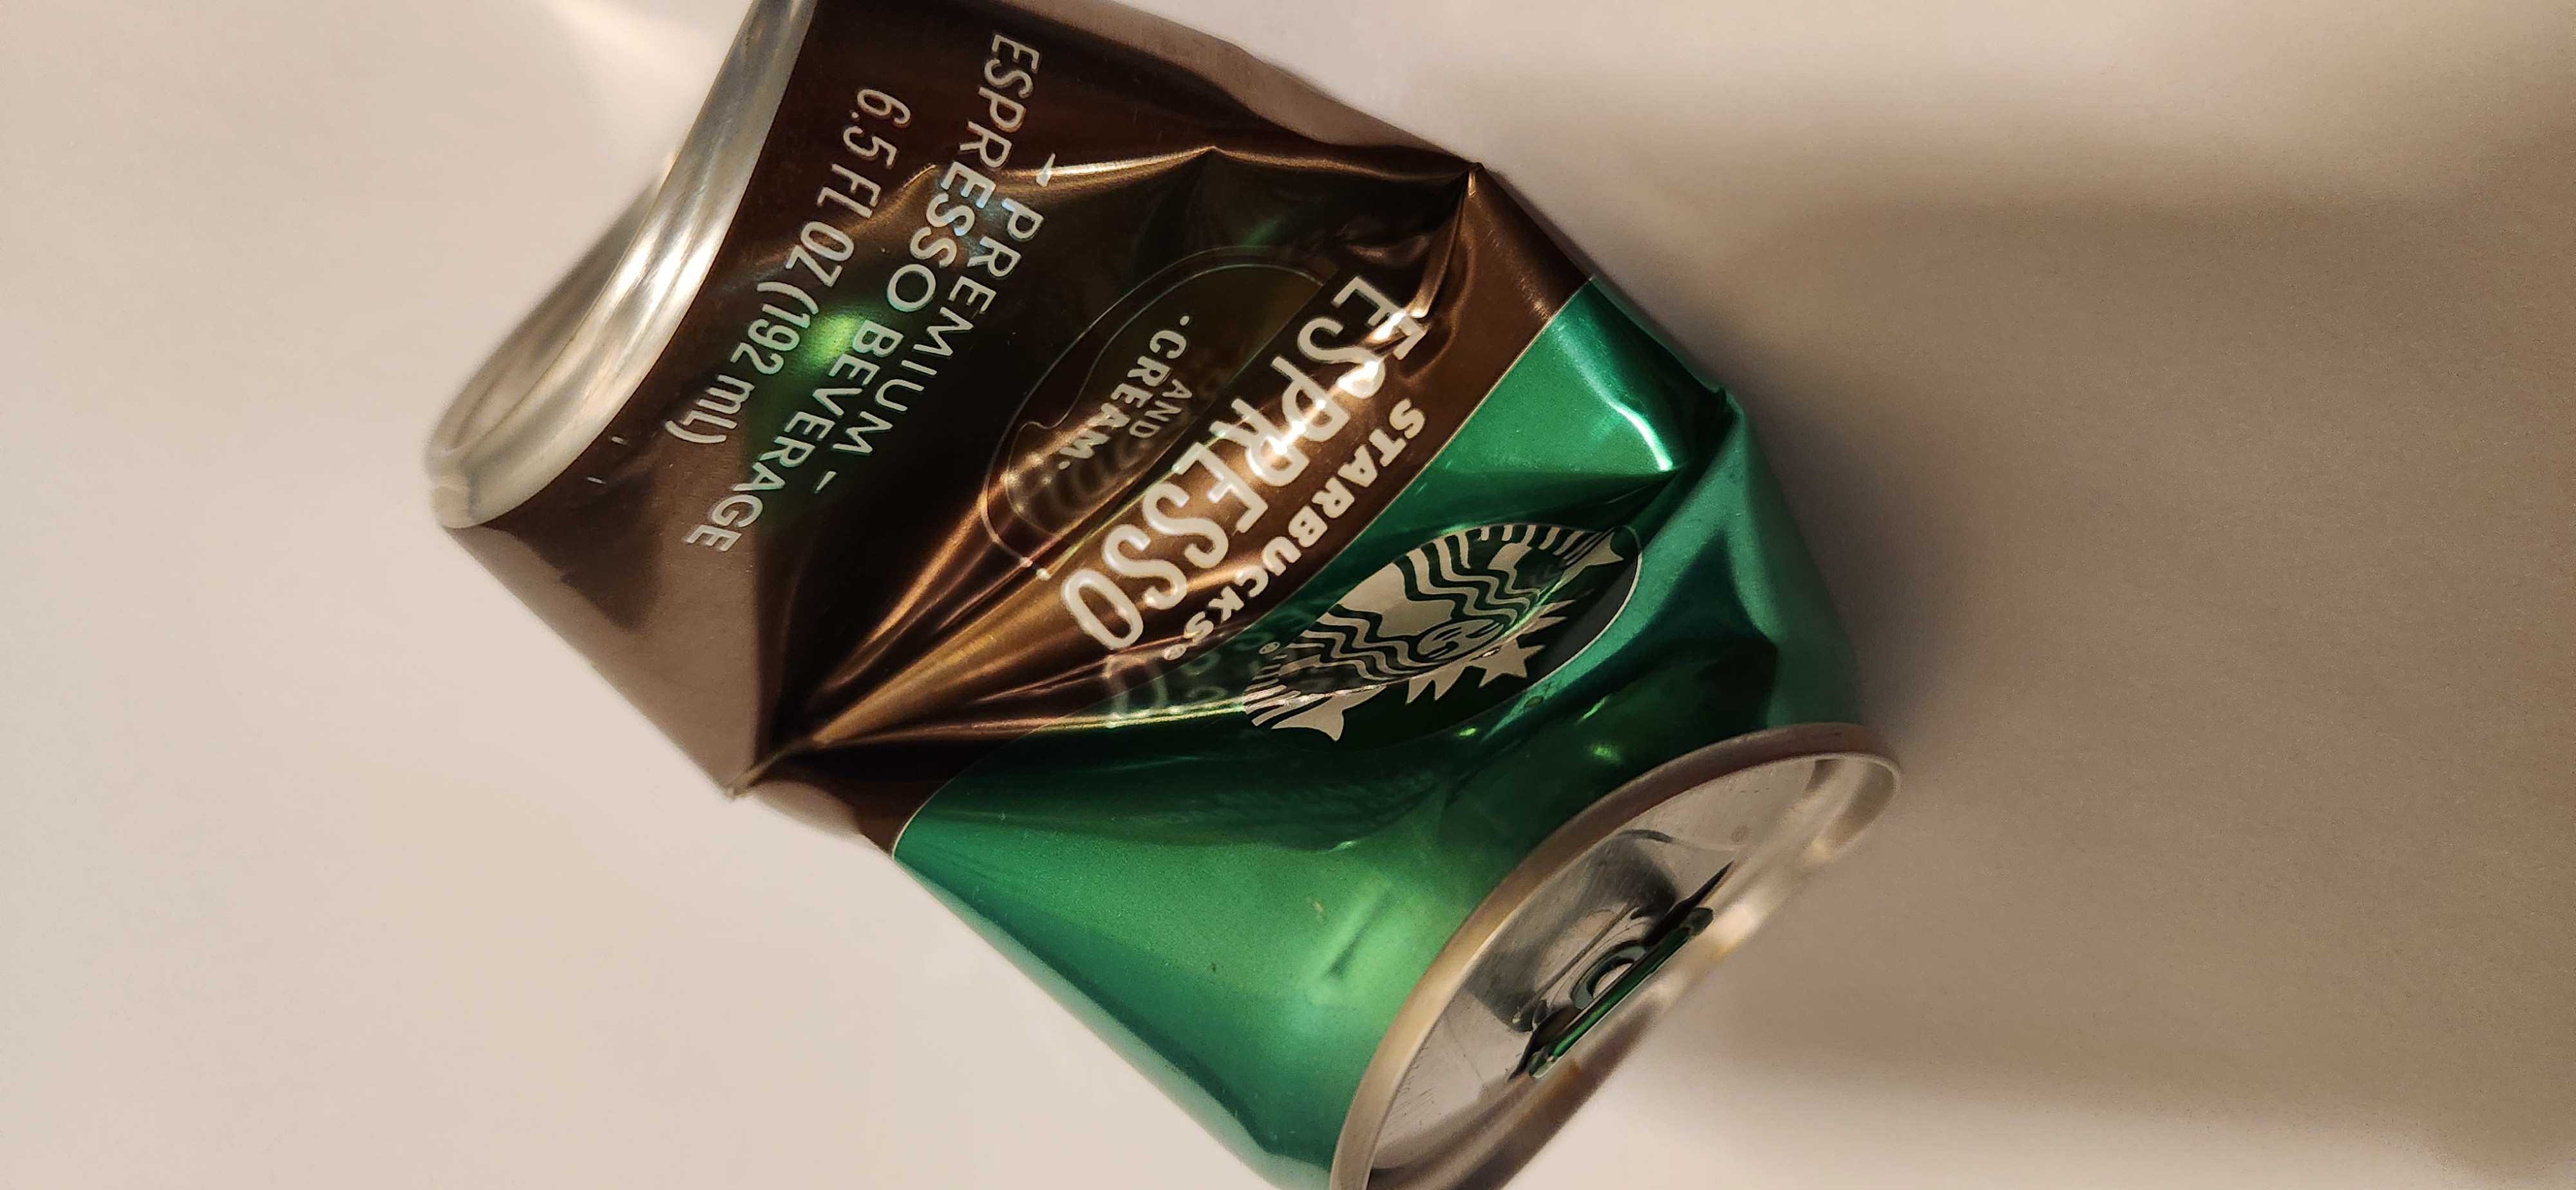 STARBUCKS®
ESPRESSO
AND
·CREAM·
- PREMIUM -
ESPRESSO BEVERAGE
6.5 FL OZ (192 mL)